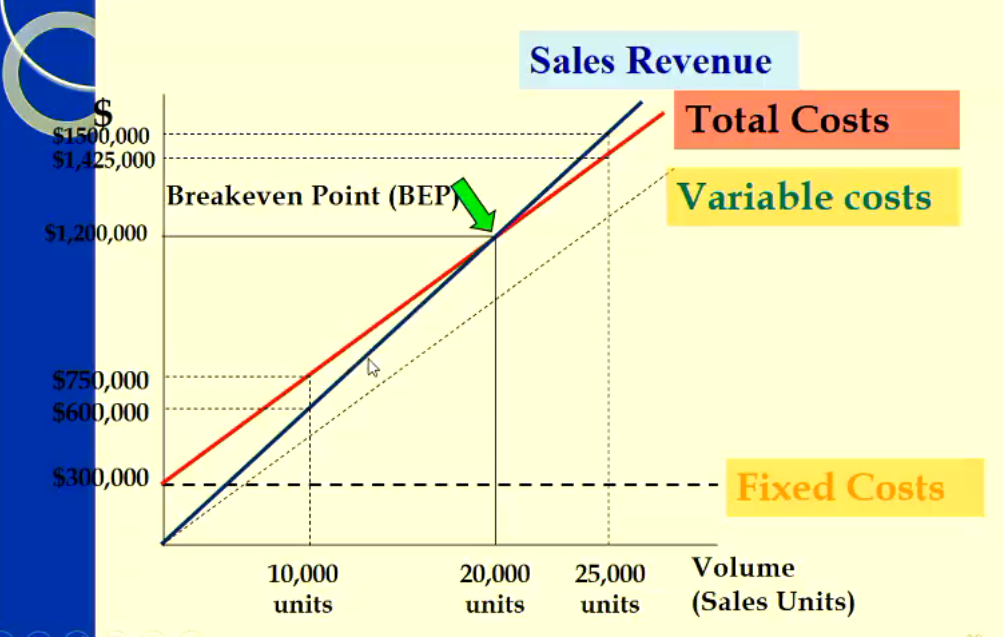 Sales Revenue
$
Total Costs
$1500,000
$1,425,000
Breakeven Point (BEP)
Variable costs
$1,200,000
$750,000
$600,000
$300,000
Fixed Costs
10,000
units
20,000
units
25,000
units
Volume
(Sales Units)